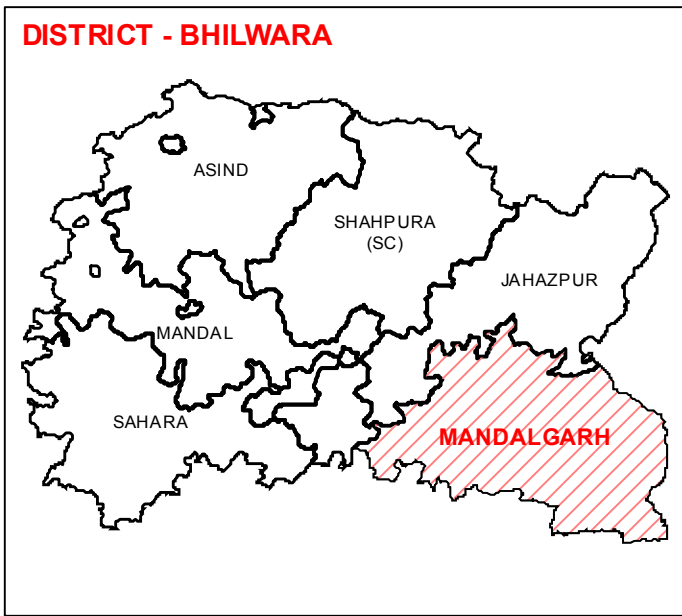 DISTRICT - BHILWARA
ASIND
SHAHPURA
(SC)
JAHAZPUR
MANDAL
SAHARA
MANDALGARH